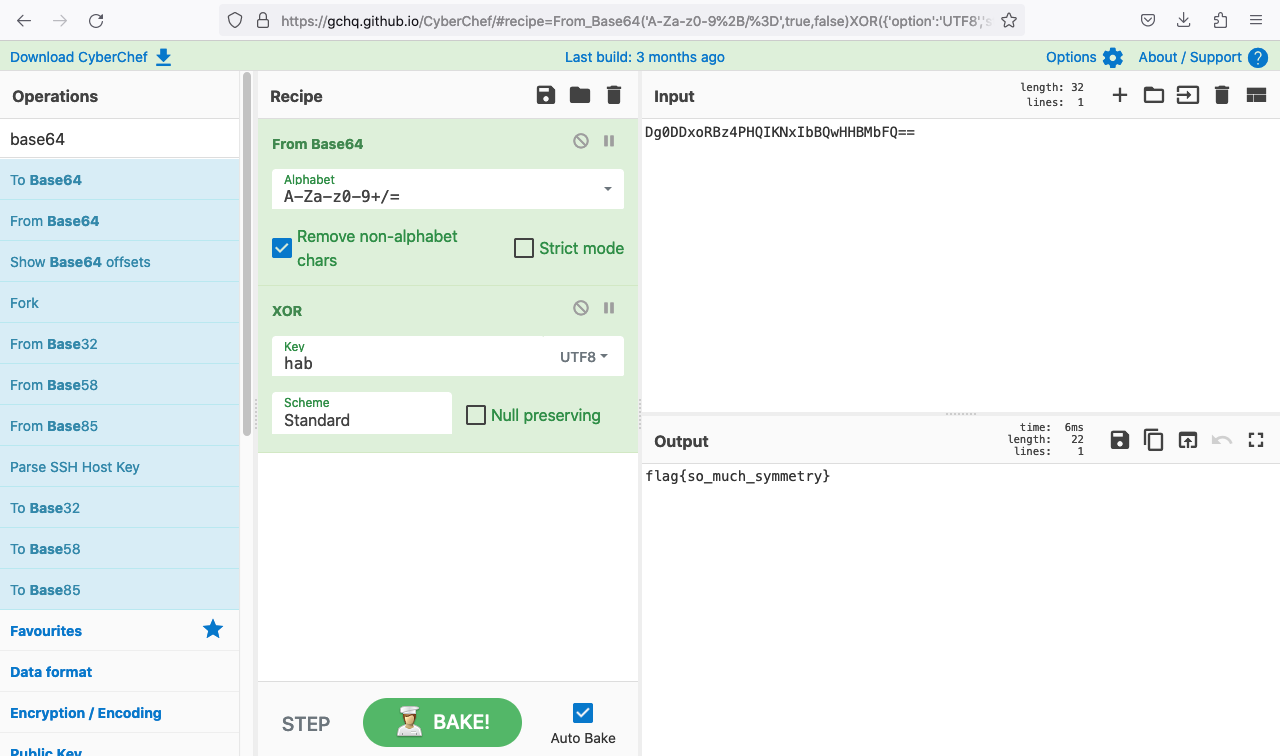 https://gchq.github.io/CyberChef/#recipe=From_Base64('A-Za-z0-9%2B/%3D',true,false)XOR({'option':'UTF8','s
Download CyberChef
Last build: 3 months ago
Options
About / Support
Operations
base64
To Base64
From Base64
Show Base64 offsets
Fork
From Base32
From Base58
From Base85
Parse SSH Host Key
To Base32
To Base58
To Base85
Favourites
Data format
Encryption / Encoding
Public Key
Recipe
From Base64
Alphabet
A-Za-z0-9+/=
Remove non-alphabet
chars
Strict mode
XOR
Key
hab
UTF8
Scheme
Standard
Null preserving
STEP
BAKE!
Auto Bake
Input
length: 32
lines: 1
Dg0DDxoRBz4PHQIKNxIbBQwHHBMbFQ==
Output
time: 6ms
length: 22
lines: 1
flag{so_much_symmetry}